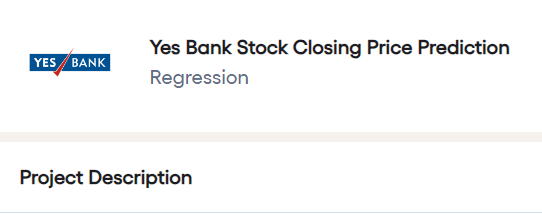 YES BANK
Yes Bank Stock Closing Price Prediction
Regression
Project Description